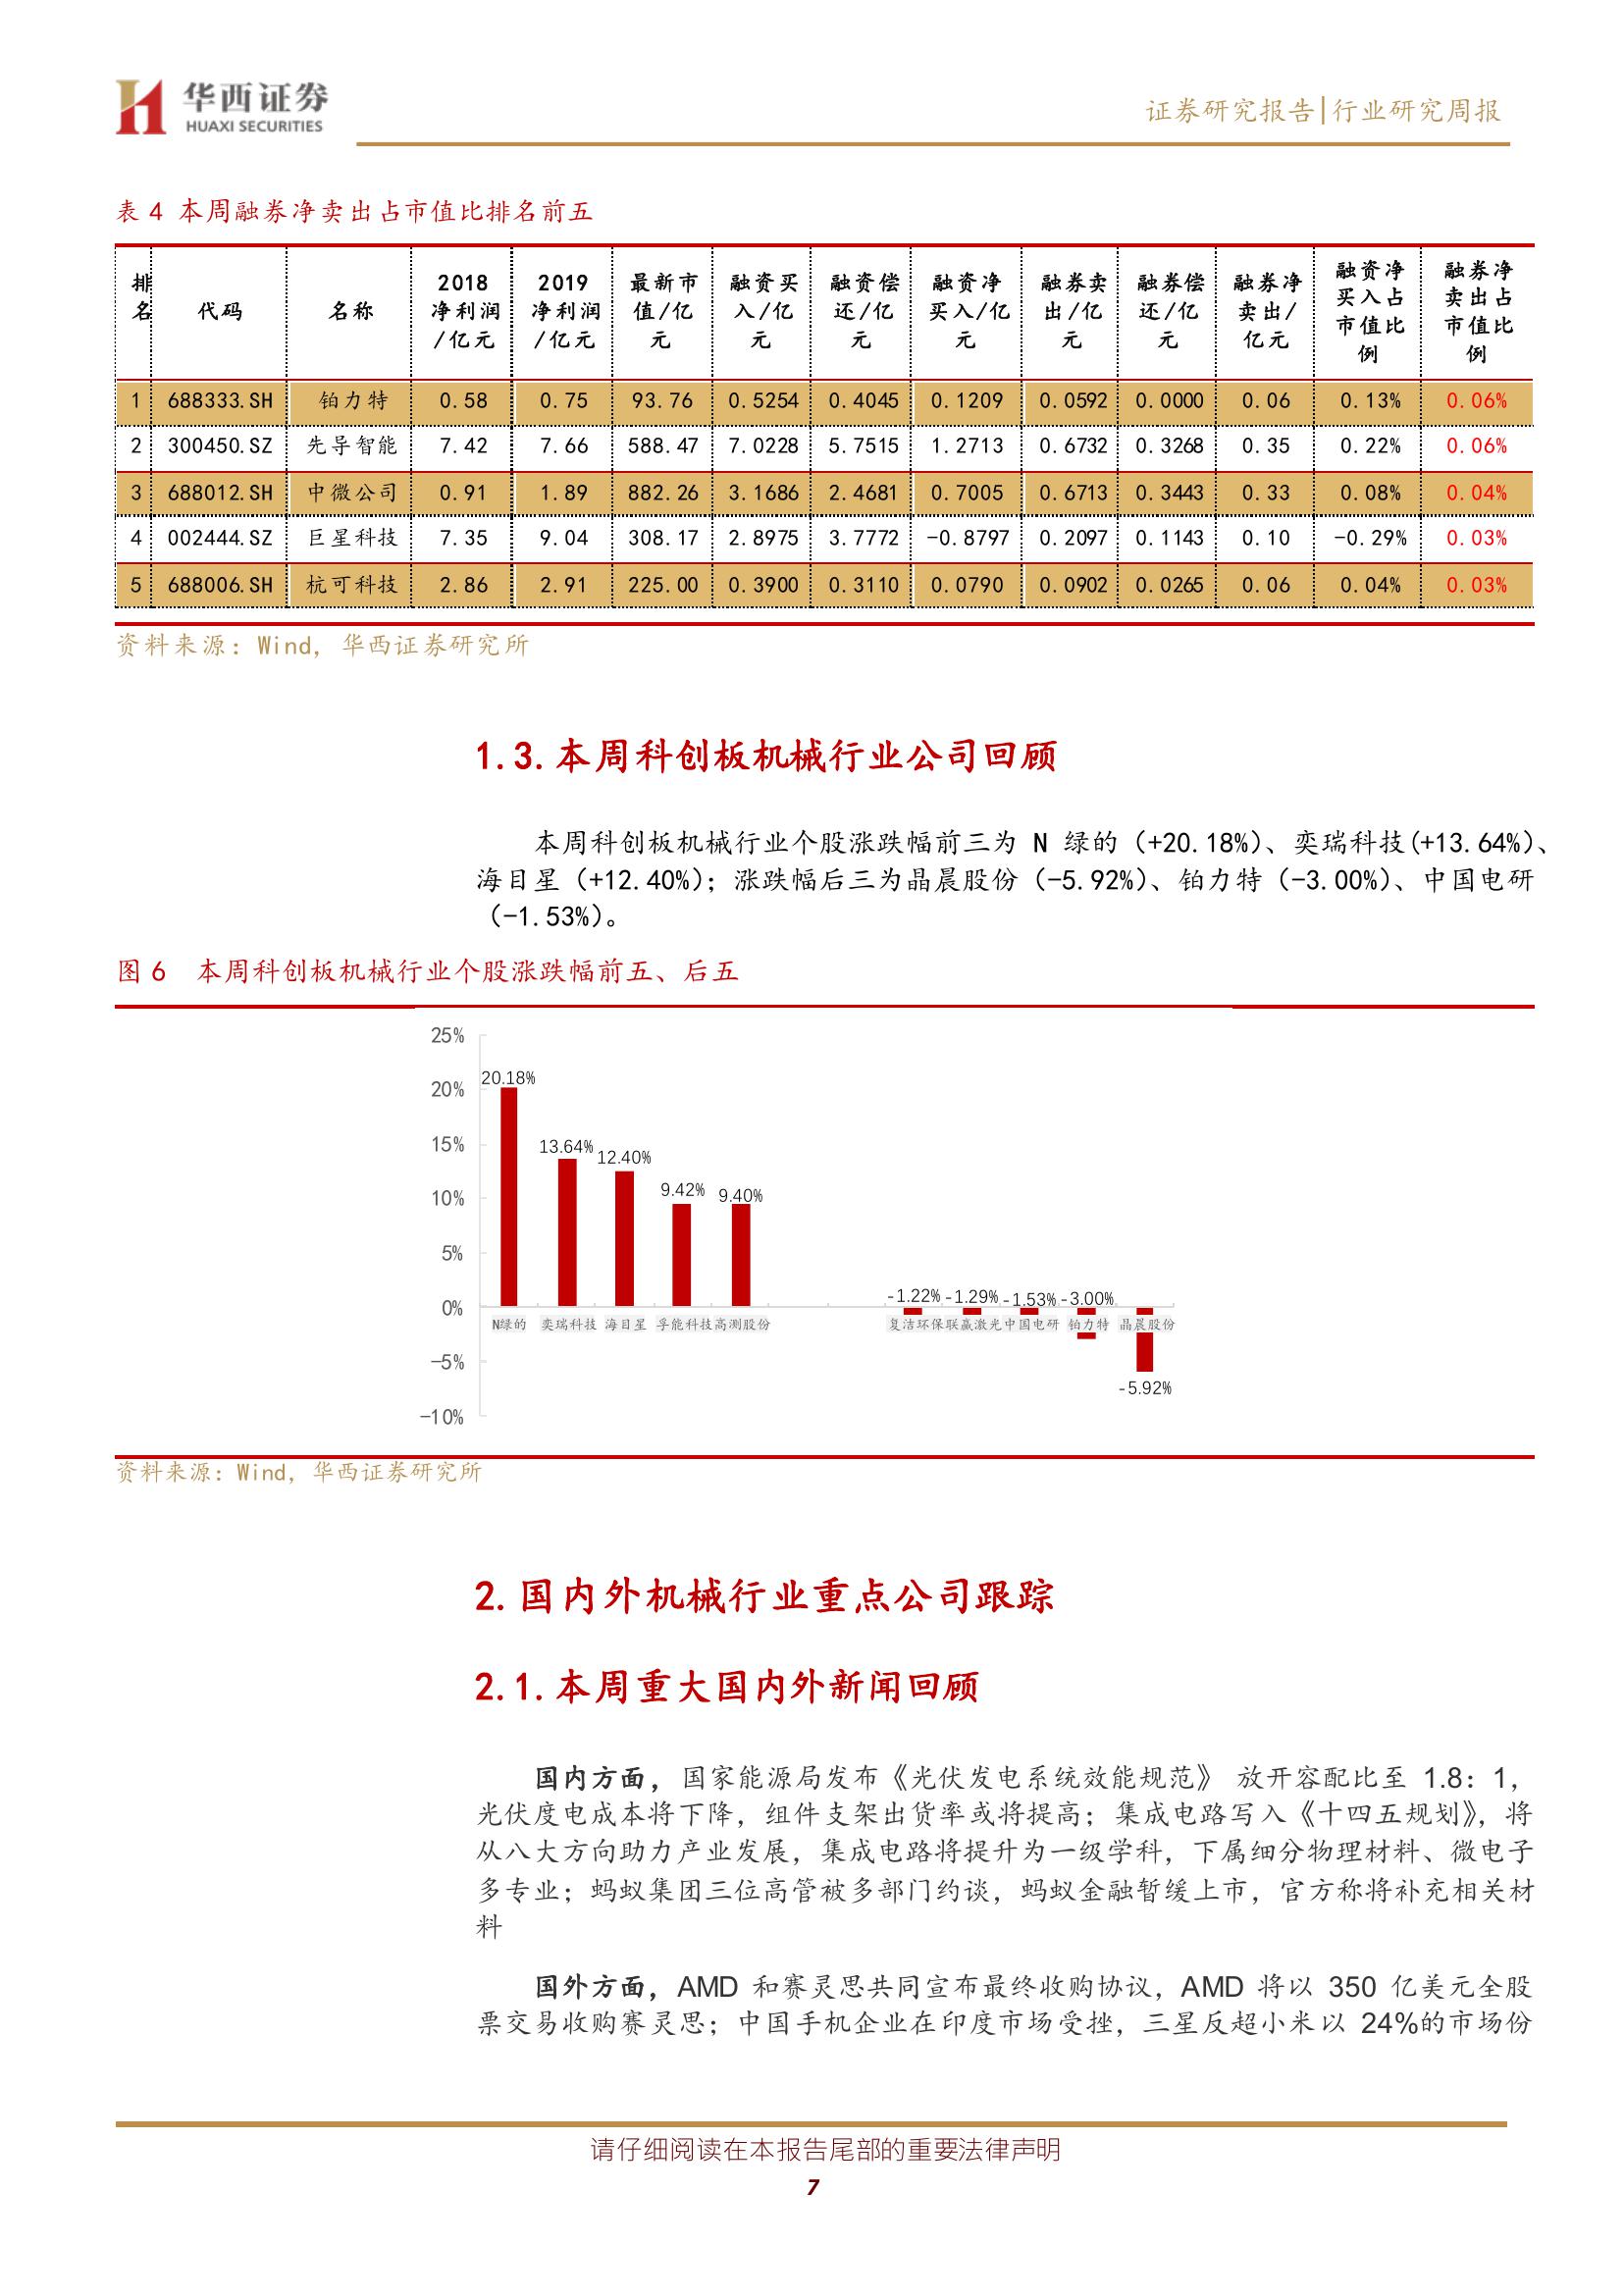 华西证券
HUAXI SECURITIES
证券研究报告|行业研究周报
表 4 本周融券净卖出占市值比排名前五
排名 代码 名称 2018 净利润/亿元 2019 净利润/亿元 最新市值/亿元 融资买入/亿元 融资偿还/亿元 融资净买入/亿元 融券卖出/亿元 融券偿还/亿元 融券净卖出/亿元 融资净买入占市值比例 融券净卖出占市值比例
1 688333.SH 铂力特 0.58 0.75 93.76 0.5254 0.4045 0.1209 0.0592 0.0000 0.06 0.13% 0.06%
2 300450.SZ 先导智能 7.42 7.66 588.47 7.0228 5.7515 1.2713 0.6732 0.3268 0.35 0.22% 0.06%
3 688012.SH 中微公司 0.91 1.89 882.26 3.1686 2.4681 0.7005 0.6713 0.3443 0.33 0.08% 0.04%
4 002444.SZ 巨星科技 7.35 9.04 308.17 2.8975 3.7772 -0.8797 0.2097 0.1143 0.10 -0.29% 0.03%
5 688006.SH 杭可科技 2.86 2.91 225.00 0.3900 0.3110 0.0790 0.0902 0.0265 0.06 0.04% 0.03%
资料来源：Wind，华西证券研究所
1.3.本周科创板机械行业公司回顾
本周科创板机械行业个股涨跌幅前三为 N 绿的（+20.18%）、奕瑞科技(+13.64%）、
海目星（+12.40%）；涨跌幅后三为晶晨股份（-5.92%）、铂力特（-3.00%）、中国电研
（-1.53%）。
图 6 本周科创板机械行业个股涨跌幅前五、后五
25%
20%
15%
10%
5%
0%
-5%
-10%
20.18%
13.64%
12.40%
9.42%
9.40%
-1.22%
-1.29%
-1.53%
-3.00%
-5.92%
N绿的 奕瑞科技 海目星 孚能科技 高测股份 复洁环保 联赢激光 中国电研 铂力特 晶晨股份
资料来源：Wind，华西证券研究所
2.国内外机械行业重点公司跟踪
2.1.本周重大国内外新闻回顾
国内方面，国家能源局发布《光伏发电系统效能规范》 放开容配比至 1.8：1，
光伏度电成本将下降，组件支架出货率或将提高；集成电路写入《十四五规划》，将
从八大方向助力产业发展，集成电路将提升为一级学科，下属细分物理材料、微电子
多专业；蚂蚁集团三位高管被多部门约谈，蚂蚁金融暂缓上市，官方称将补充相关材
料
国外方面，AMD 和赛灵思共同宣布最终收购协议，AMD 将以 350 亿美元全股
票交易收购赛灵思；中国手机企业在印度市场受挫，三星反超小米以 24%的市场份
请仔细阅读在本报告尾部的重要法律声明
7